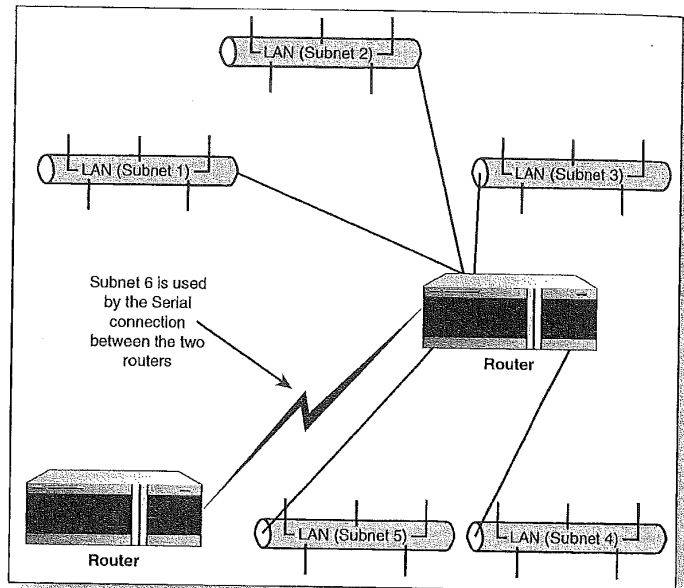 LAN (Subnet 2)
LAN (Subnet 1)
LAN (Subnet 3)
Subnet 6 is used
by the Serial
connection
between the two
routers
Router
Router
LAN (Subnet 5)
LAN (Subnet 4)